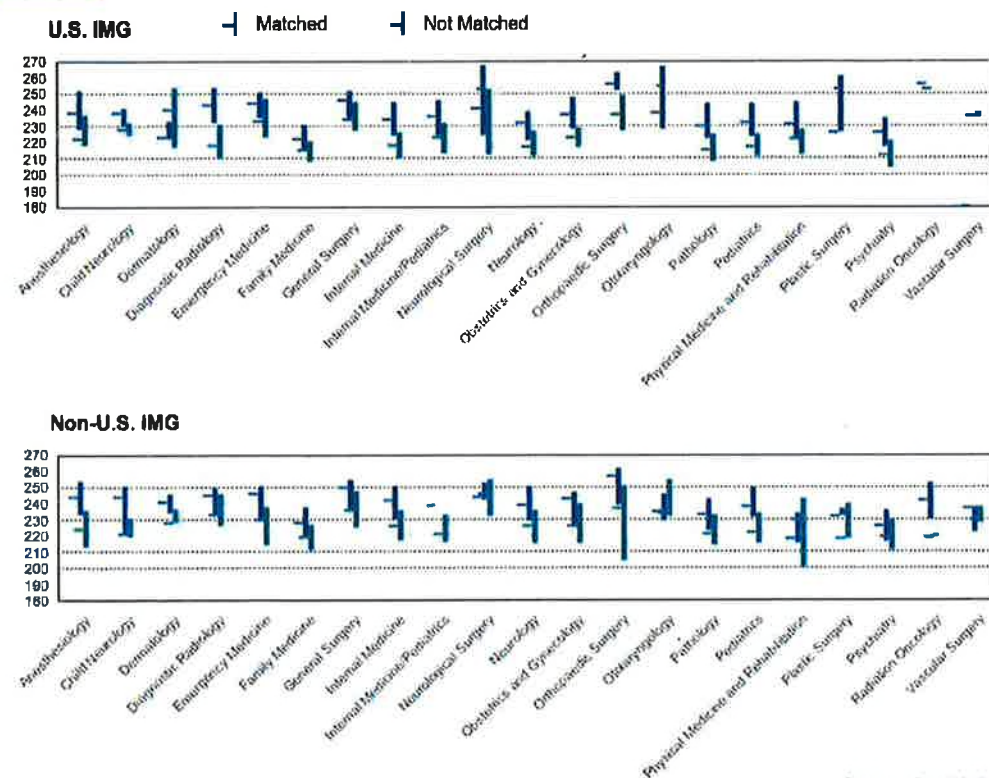 U.S. IMG
Matched
Not Matched
270
260
250
240
230
220
210
200
190
180
Anesthesiology
Child Neurology
Dermatology
Diagnostic Radiology
Emergency Medicine
Family Medicine
General Surgery
Internal Medicine
Internal Medicine/Pediatrics
Neurological Surgery
Neurology
Obstetrics and Gynecology
Orthopaedic Surgery
Otolaryngology
Pathology
Pediatrics
Physical Medicine and Rehabilitation
Plastic Surgery
Psychiatry
Radiation Oncology
Vascular Surgery
Non-U.S. IMG
270
260
250
240
230
220
210
200
190
180
Anesthesiology
Child Neurology
Dermatology
Diagnostic Radiology
Emergency Medicine
Family Medicine
General Surgery
Internal Medicine
Internal Medicine/Pediatrics
Neurological Surgery
Neurology
Obstetrics and Gynecology
Orthopaedic Surgery
Otolaryngology
Pathology
Pediatrics
Physical Medicine and Rehabilitation
Plastic Surgery
Psychiatry
Radiation Oncology
Vascular Surgery